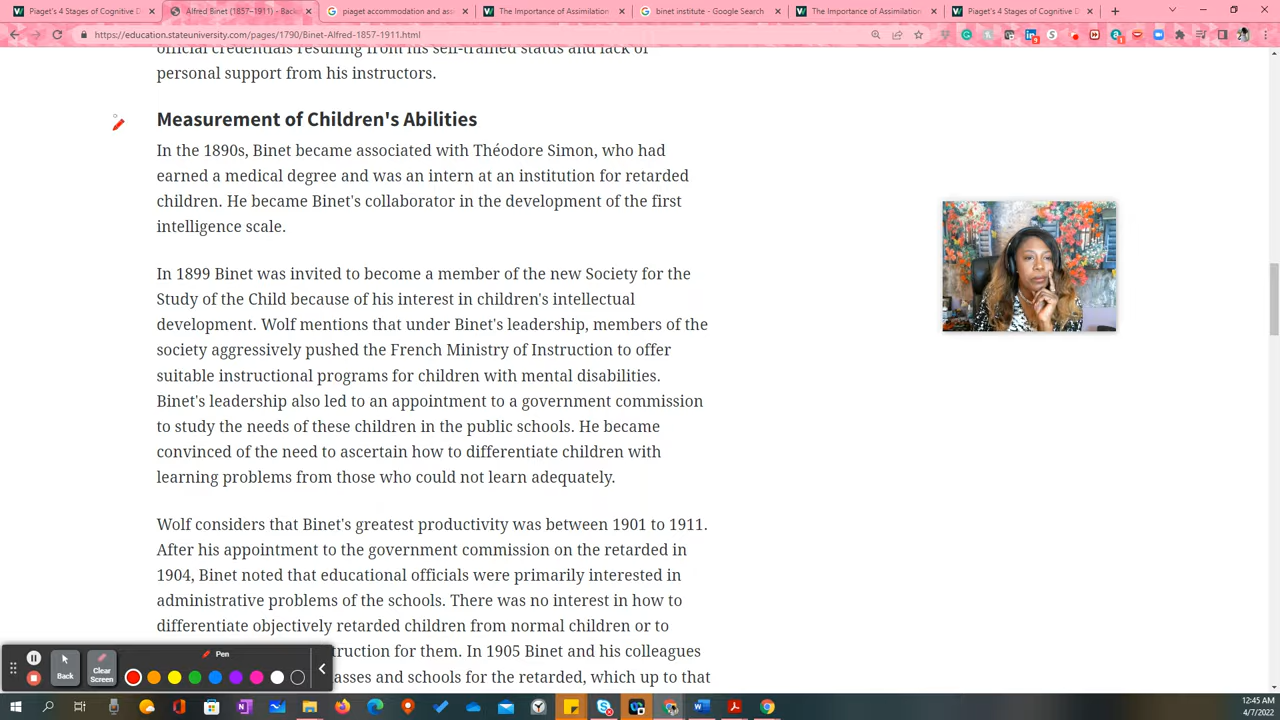 Piaget's 4 Stages of Cognitive D
Alfred Binet (1857–1911) - Back
piaget accommodation and ass
The Importance of Assimilation
binet institute - Google Search
The Importance of Assimilation
Piaget's 4 Stages of Cognitive D
https://education.stateuniversity.com/pages/1790/Binet-Alfred-1857-1911.html
official credentials resulting from his self-trained status and lack of
personal support from his instructors.
Measurement of Children's Abilities
In the 1890s, Binet became associated with Théodore Simon, who had
earned a medical degree and was an intern at an institution for retarded
children. He became Binet's collaborator in the development of the first
intelligence scale.
In 1899 Binet was invited to become a member of the new Society for the
Study of the Child because of his interest in children's intellectual
development. Wolf mentions that under Binet's leadership, members of the
society aggressively pushed the French Ministry of Instruction to offer
suitable instructional programs for children with mental disabilities.
Binet's leadership also led to an appointment to a government commission
to study the needs of these children in the public schools. He became
convinced of the need to ascertain how to differentiate children with
learning problems from those who could not learn adequately.
Wolf considers that Binet's greatest productivity was between 1901 to 1911.
After his appointment to the government commission on the retarded in
1904, Binet noted that educational officials were primarily interested in
administrative problems of the schools. There was no interest in how to
differentiate objectively retarded children from normal children or to
truction for them. In 1905 Binet and his colleagues
asses and schools for the retarded, which up to that
Pen
Back
Clear
Screen
12:45 AM
4/7/2022